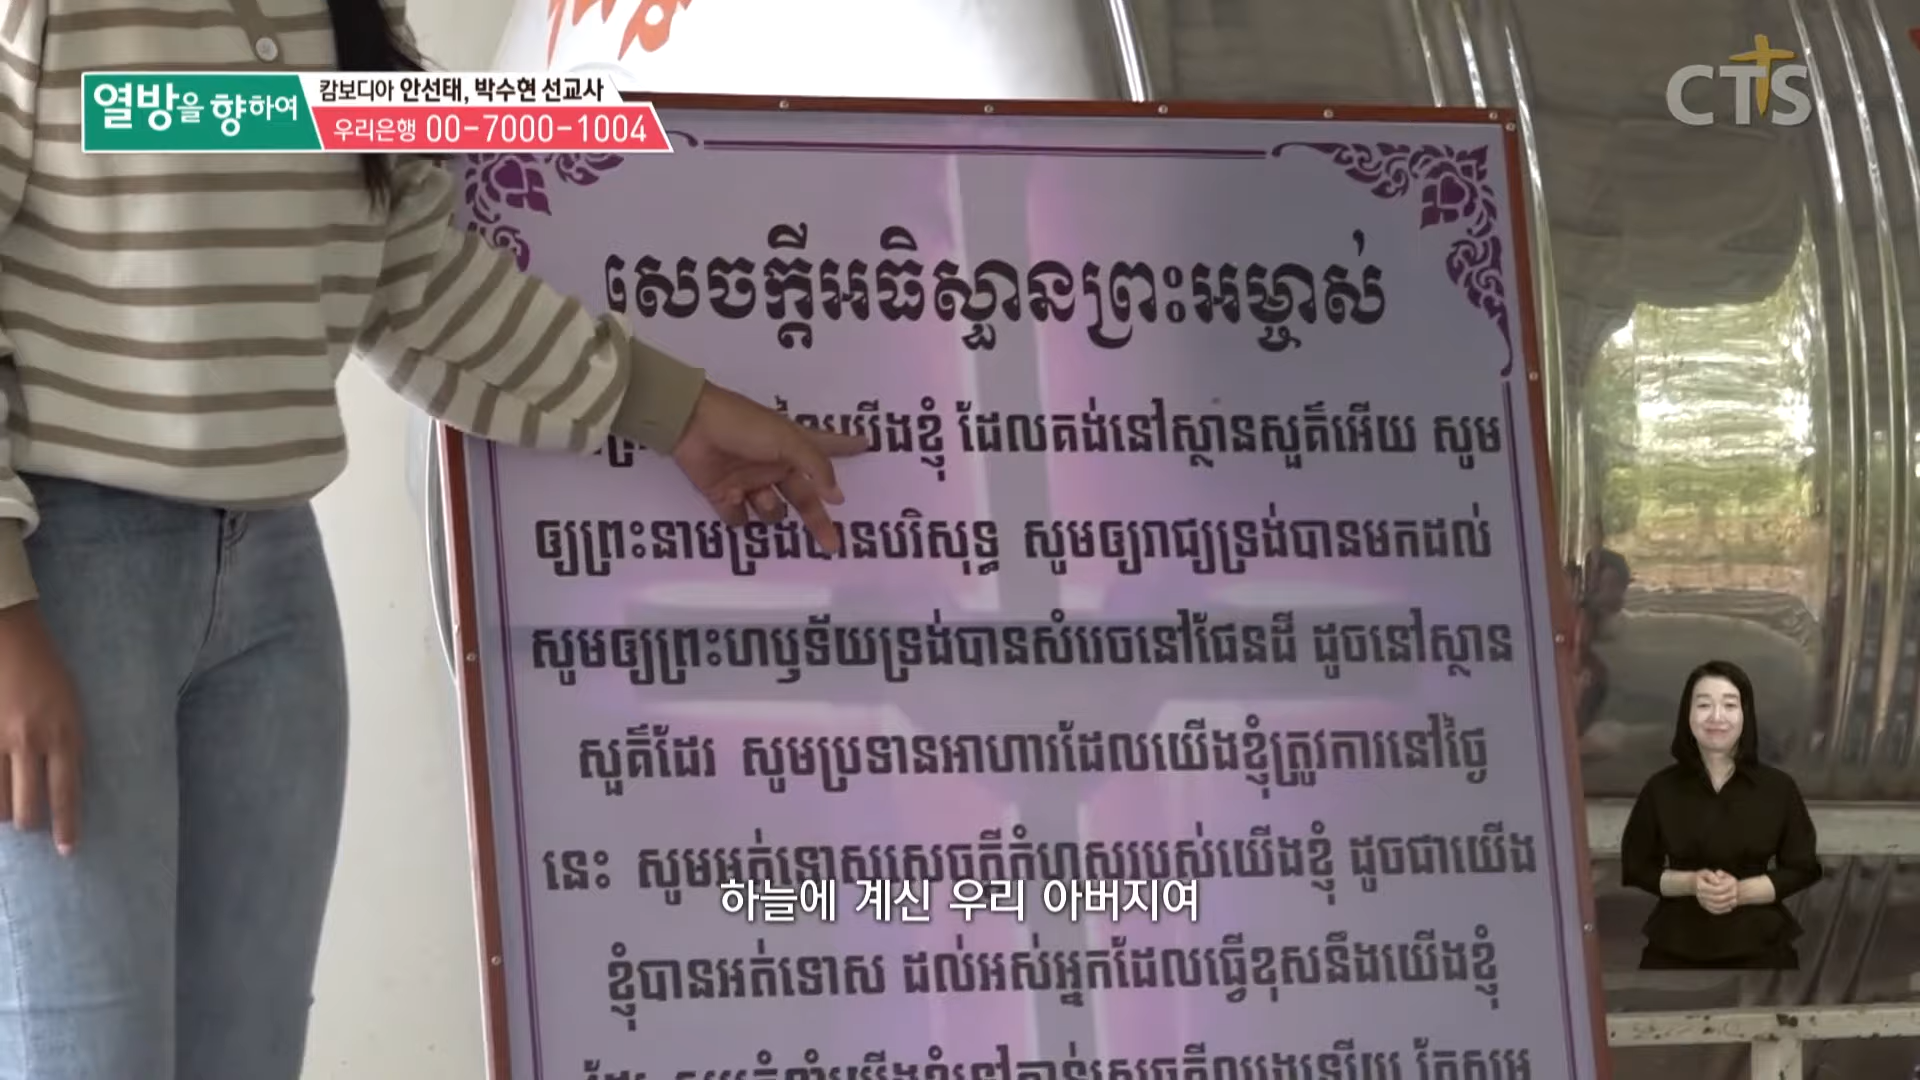 열방을 향하여
캄보디아 안선태, 박수현 선교사
우리은행 00-7000-1004
CTS
សេចក្ដីអធិស្ឋានព្រះអម្ចាស់
យើងខ្ញុំ ដែលគង់នៅស្ថានសួគ៌អើយ សូម
ឲ្យព្រះនាមទ្រង់បានបរិសុទ្ធ សូមឲ្យរាជ្យទ្រង់បានមកដល់
សូមឲ្យព្រះហឫទ័យទ្រង់បានសំរេចនៅផែនដី ដូចនៅស្ថាន
សួគ៌ដែរ សូមប្រទានអាហារដែលយើងខ្ញុំត្រូវការនៅថ្ងៃ
នេះ សូមអត់ទោសសេចក្ដីកំហុសរបស់យើងខ្ញុំ ដូចជាយើង
하늘에 계신 우리 아버지여
ខ្ញុំបានអត់ទោស ដល់អស់អ្នកដែលធ្វើខុសនឹងយើងខ្ញុំ